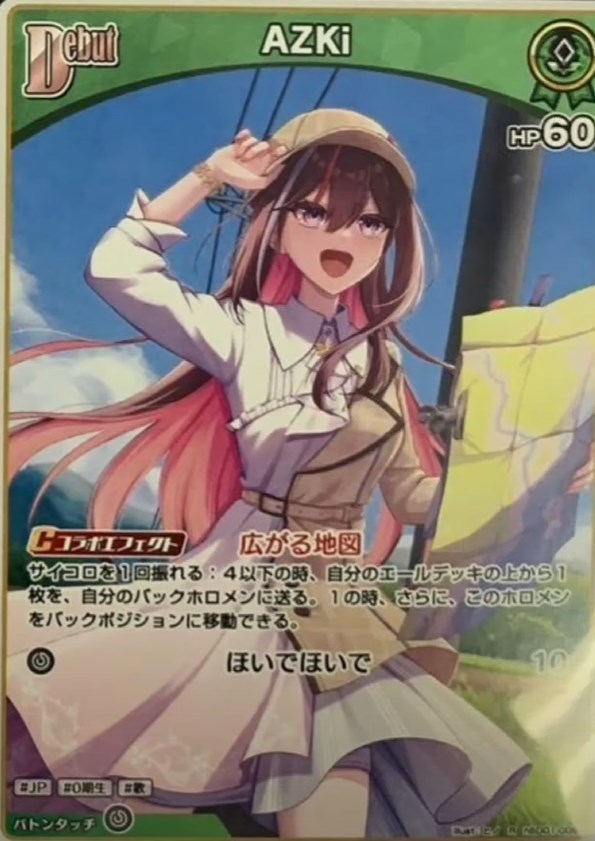 Debut
AZKi
HP60
コラボエフェクト 広がる地図
サイコロを1回振れる：4以下の時、自分のエールデッキの上から1
枚を、自分のバックホロメンに送る。1の時、さらに、このホロメン
をバックポジションに移動できる。
ほいでほいで 10
#JP #0期生 #歌
バトンタッチ